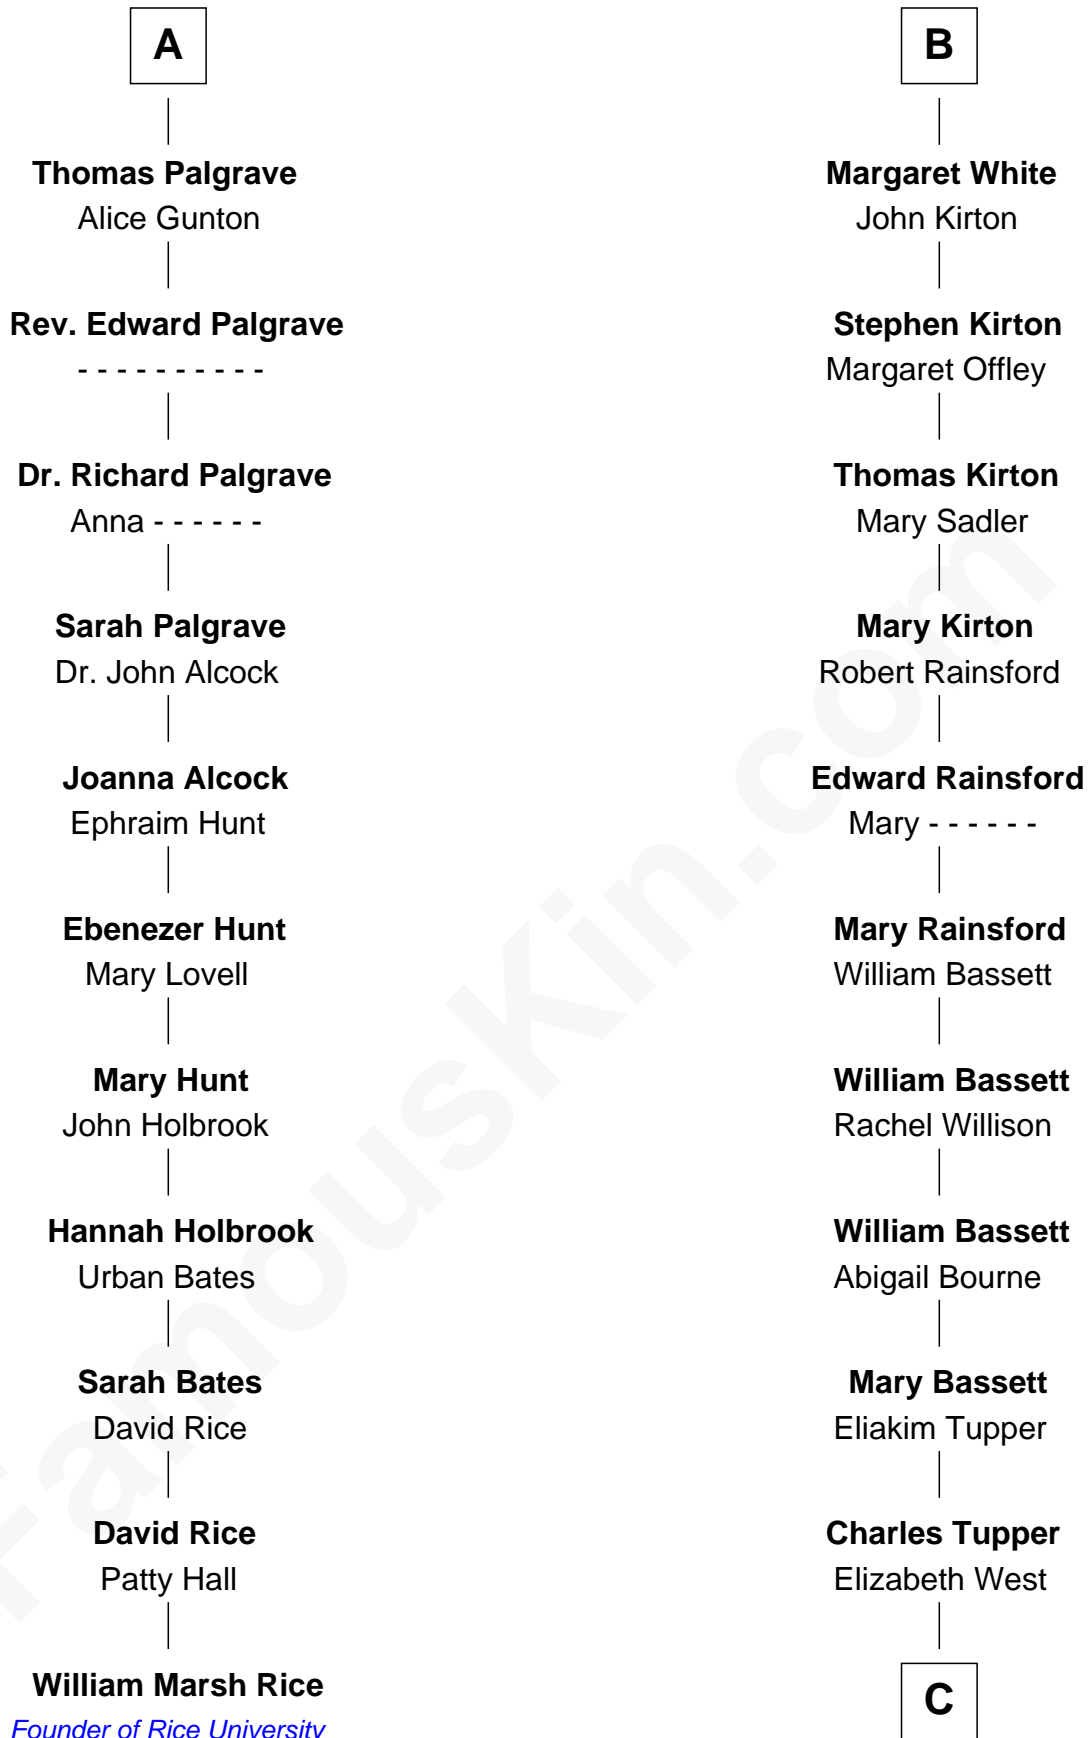 A
Thomas Palgrave
Alice Gunton
Rev. Edward Palgrave
- - - - - - - - - -
Dr. Richard Palgrave
Anna - - - - - -
Sarah Palgrave
Dr. John Alcock
Joanna Alcock
Ephraim Hunt
Ebenezer Hunt
Mary Lovell
Mary Hunt
John Holbrook
Hannah Holbrook
Urban Bates
Sarah Bates
David Rice
David Rice
Patty Hall
William Marsh Rice
Founder of Rice University
B
Margaret White
John Kirton
Stephen Kirton
Margaret Offley
Thomas Kirton
Mary Sadler
Mary Kirton
Robert Rainsford
Edward Rainsford
Mary - - - - - -
Mary Rainsford
William Bassett
William Bassett
Rachel Willison
William Bassett
Abigail Bourne
Mary Bassett
Eliakim Tupper
Charles Tupper
Elizabeth West
C
FamousKin.com